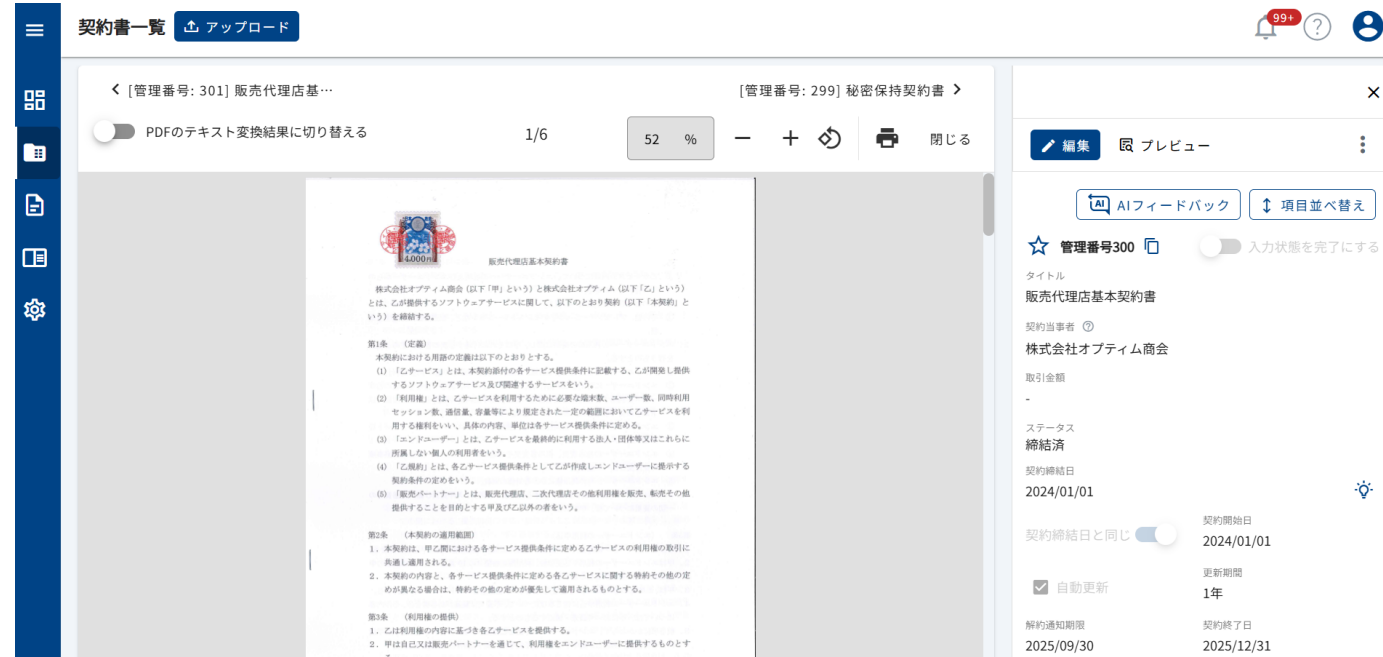 契約書一覧
アップロード
99+
[管理番号: 301] 販売代理店基…
[管理番号: 299] 秘密保持契約書
PDFのテキスト変換結果に切り替える
1/6
52 %
閉じる
4,000円
販売代理店基本契約書
株式会社オプティム商会（以下「甲」という）と株式会社オプティム（以下「乙」という）
とは、乙が提供するソフトウェアサービスに関して、以下のとおり契約（以下「本契約」と
いう）を締結する。
第1条　（定義）
本契約における用語の定義は以下のとおりとする。
(1) 「乙サービス」とは、本契約添付の各サービス提供条件に記載する、乙が開発し提供
するソフトウェアサービス及び関連するサービスをいう。
(2) 「利用権」とは、乙サービスを利用するために必要な端末数、ユーザー数、同時利用
セッション数、通信量、容量等により規定された一定の範囲において乙サービスを利
用する権利をいい、具体の内容、単位は各サービス提供条件に定める。
(3) 「エンドユーザー」とは、乙サービスを最終的に利用する法人・団体等又はこれらに
所属しない個人の利用者をいう。
(4) 「乙規約」とは、各乙サービス提供条件として乙が作成しエンドユーザーに提示する
契約条件の定めをいう。
(5) 「販売パートナー」とは、販売代理店、二次代理店その他利用権を販売、転売その他
提供することを目的とする甲及び乙以外の者をいう。
第2条　（本契約の適用範囲）
1. 本契約は、甲乙間における各サービス提供条件に定める乙サービスの利用権の取引に
共通し適用される。
2. 本契約の内容と、各サービス提供条件に定める各乙サービスに関する特約その他の定
めが異なる場合は、特約その他の定めが優先して適用されるものとする。
第3条　（利用権の提供）
1. 乙は利用権の内容に基づき各乙サービスを提供する。
2. 甲は自己又は販売パートナーを通じて、利用権をエンドユーザーに提供するものとす
編集
プレビュー
AIフィードバック
項目並べ替え
管理番号300
入力状態を完了にする
タイトル
販売代理店基本契約書
契約当事者
株式会社オプティム商会
取引金額
-
ステータス
締結済
契約締結日
2024/01/01
契約締結日と同じ
契約開始日
2024/01/01
自動更新
更新期間
1年
解約通知期限
2025/09/30
契約終了日
2025/12/31